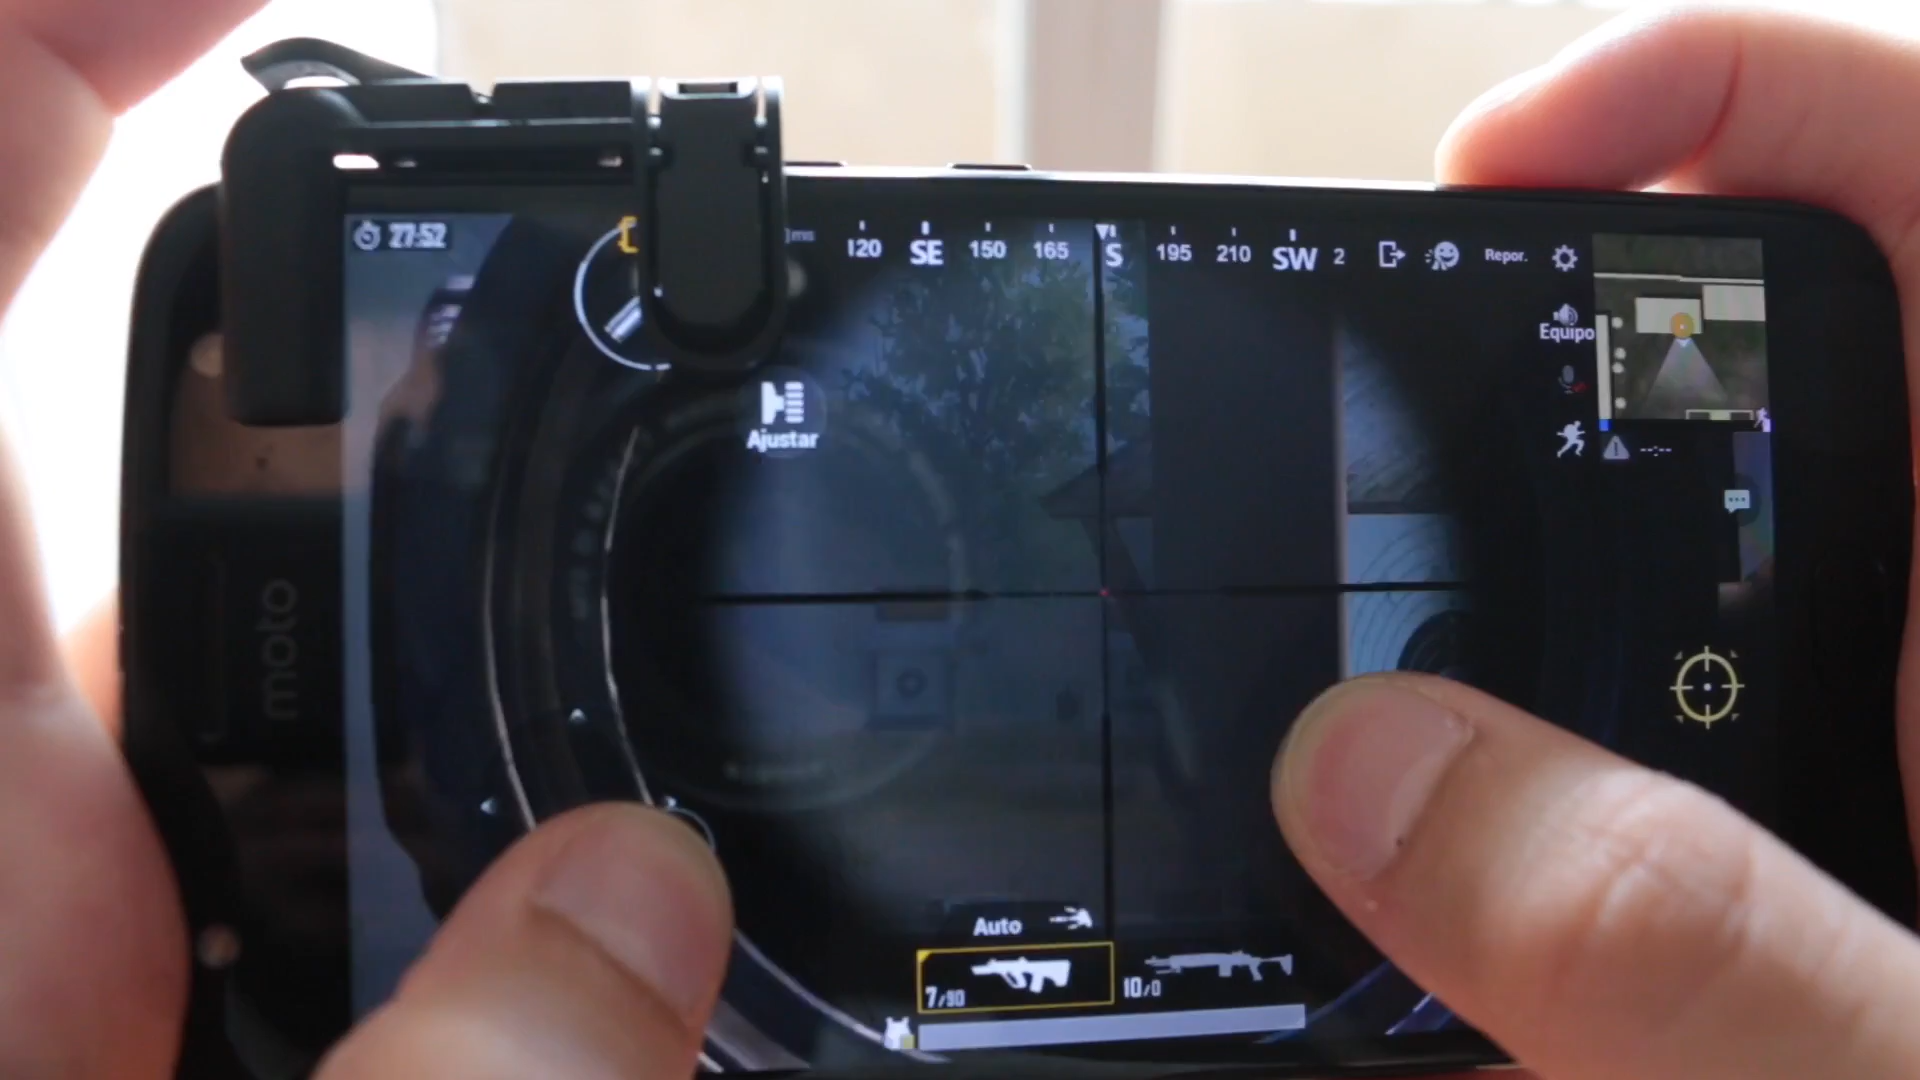 27:52
120 SE 150 165 S 195 210 SW 2
Repor.
Equipo
Ajustar
--:--
moto
Auto
7/90
10/0